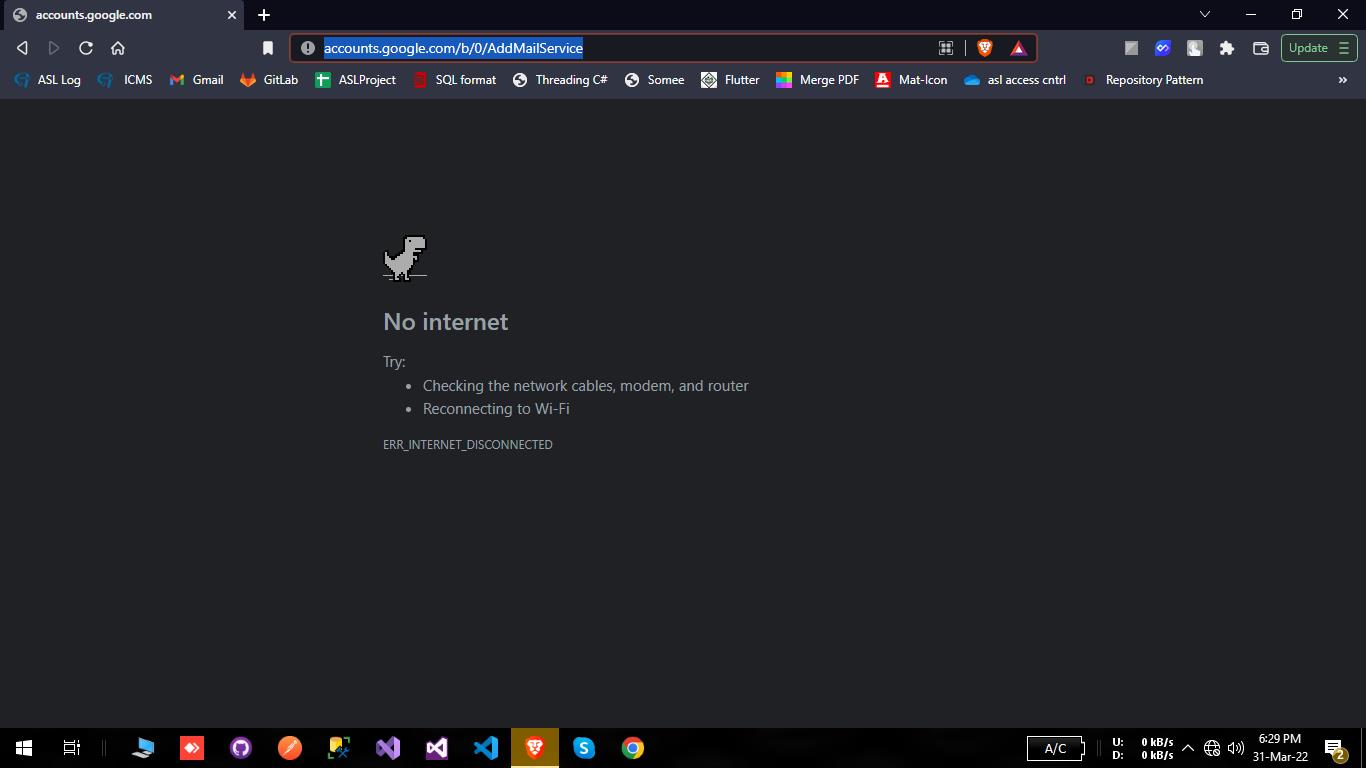 accounts.google.com
accounts.google.com/b/0/AddMailService
Update
ASL Log ICMS Gmail GitLab ASLProject SQL format Threading C# Somee Flutter Merge PDF Mat-Icon asl access cntrl Repository Pattern »
No internet
Try:
• Checking the network cables, modem, and router
• Reconnecting to Wi-Fi
ERR_INTERNET_DISCONNECTED
A/C
U: 0 kB/s
D: 0 kB/s
6:29 PM
31-Mar-22
2